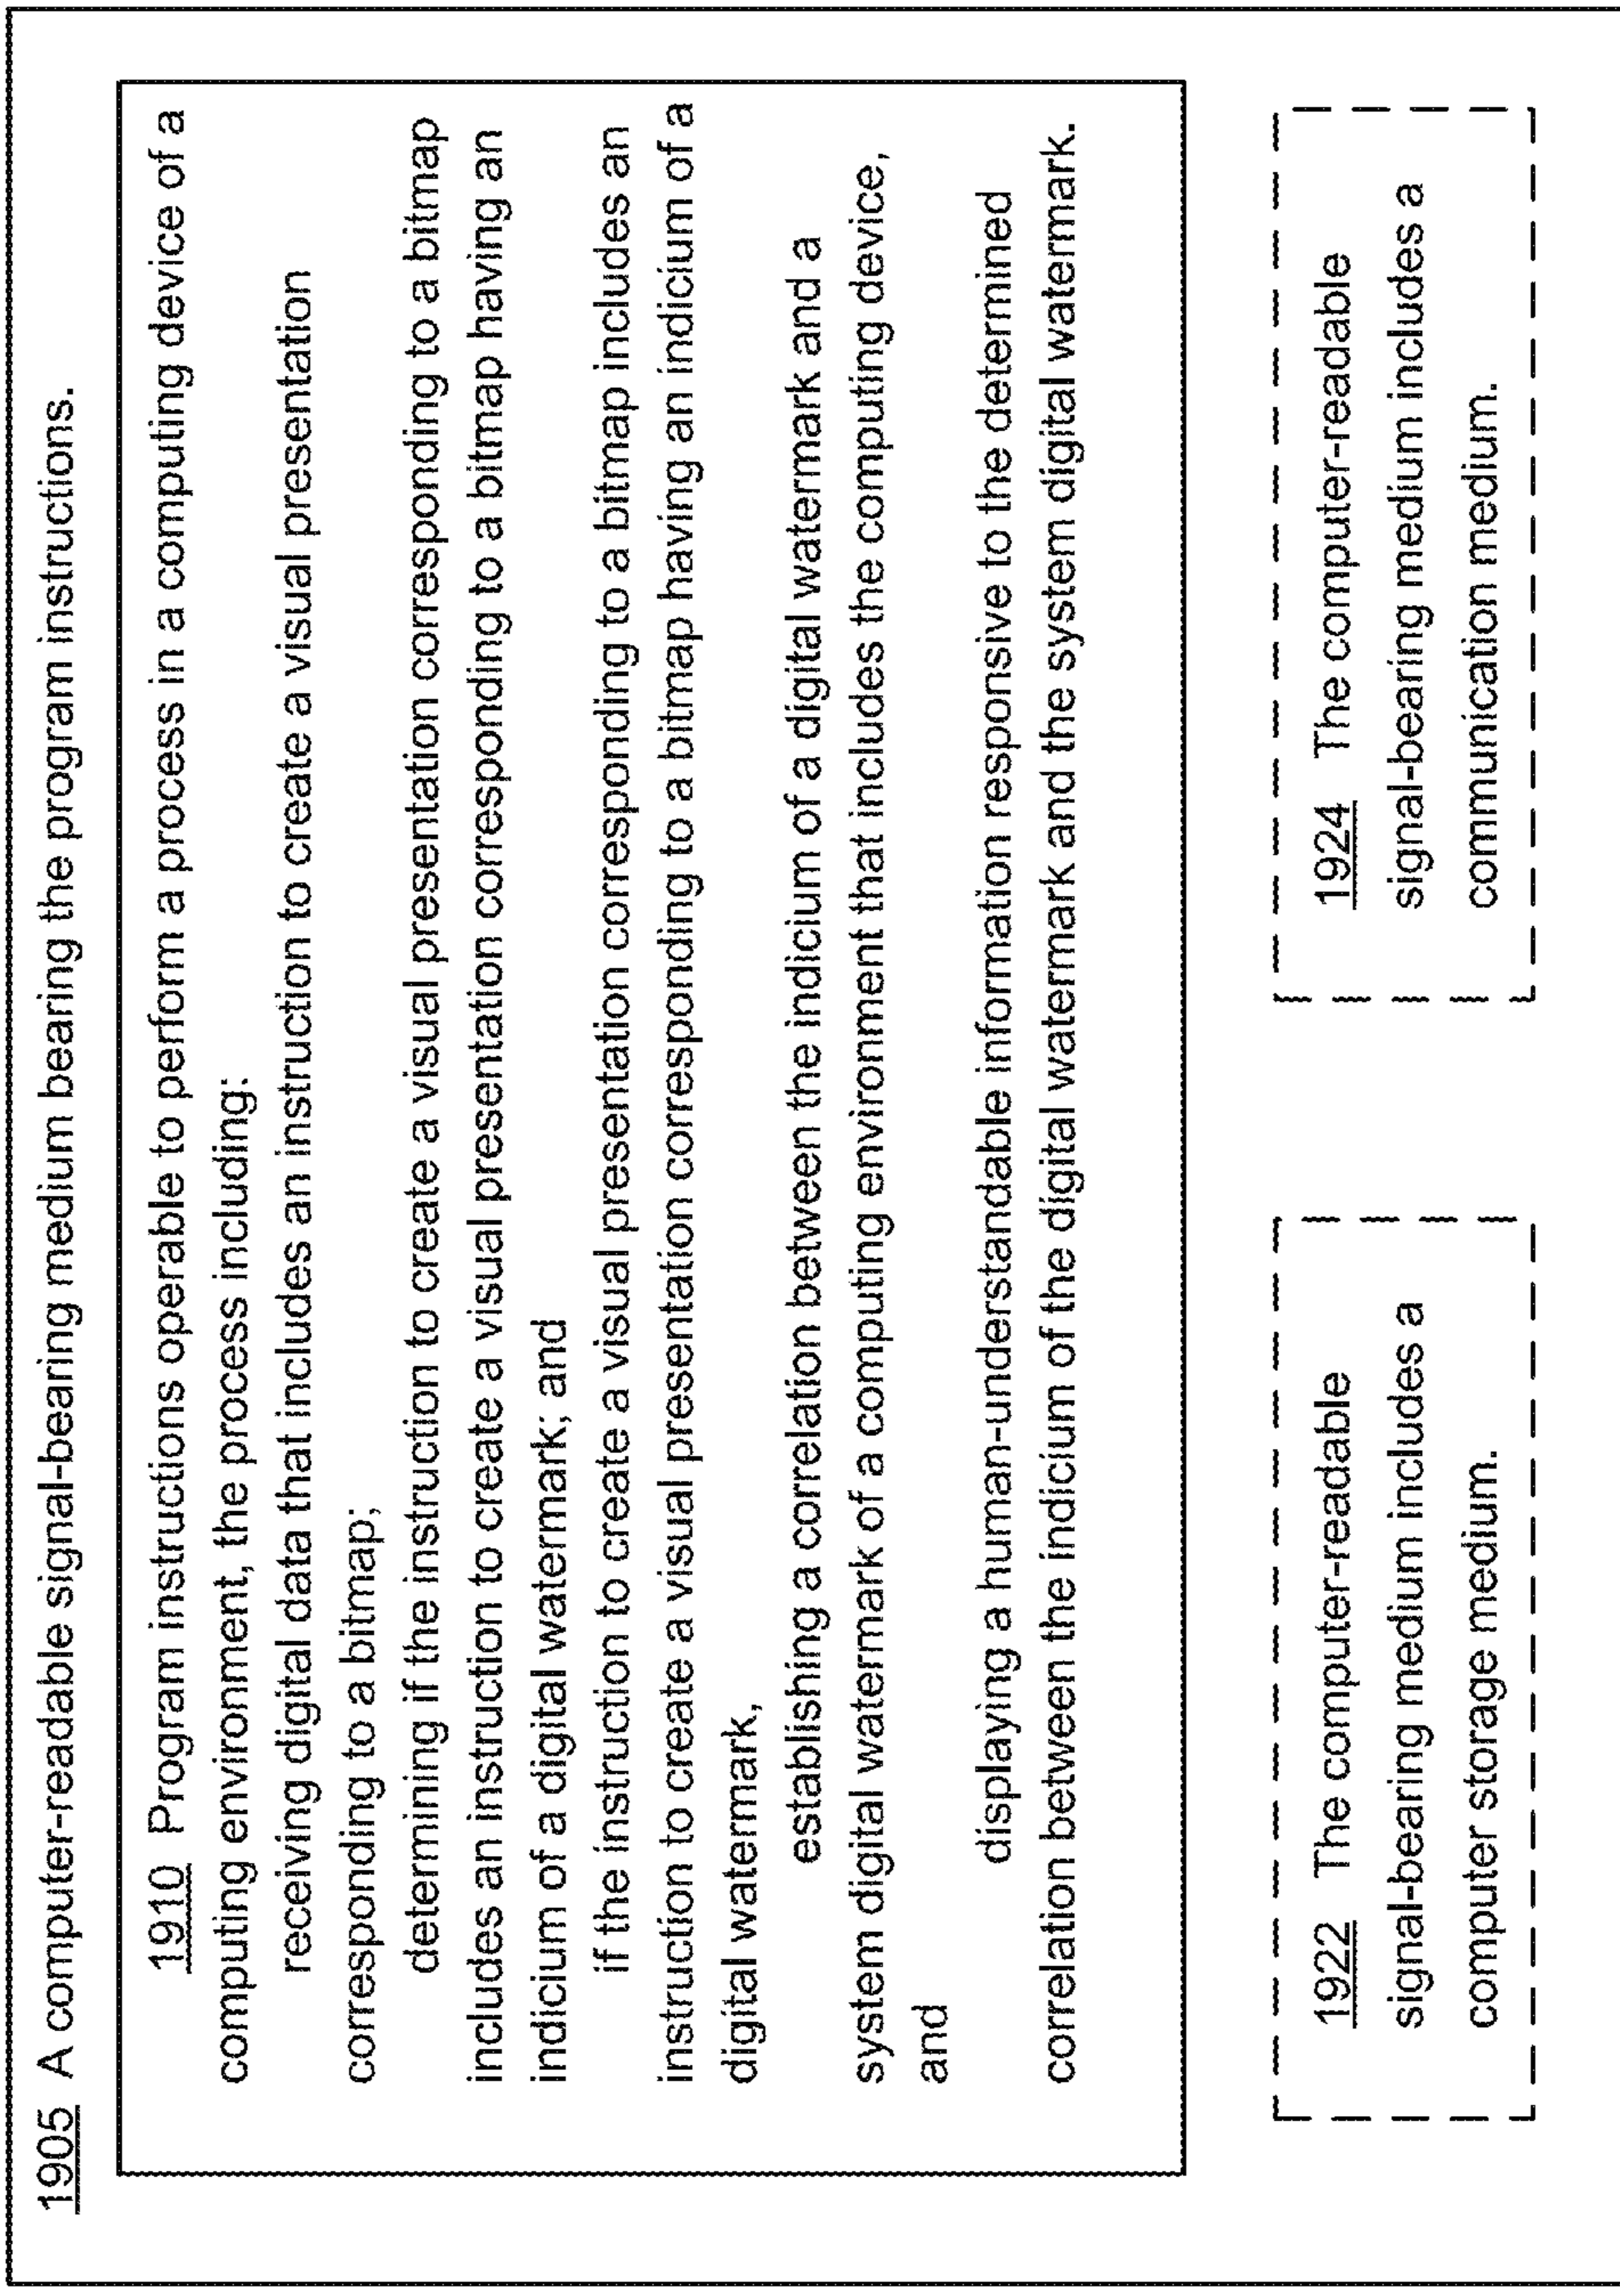 1905 A computer-readable signal-bearing medium bearing the program instructions.
1910 Program instructions operable to perform a process in a computing device of a
computing environment, the process including:
receiving digital data that includes an instruction to create a visual presentation
corresponding to a bitmap;
determining if the instruction to create a visual presentation corresponding to a bitmap
includes an instruction to create a visual presentation corresponding to a bitmap having an
indicium of a digital watermark; and
if the instruction to create a visual presentation corresponding to a bitmap includes an
instruction to create a visual presentation corresponding to a bitmap having an indicium of a
digital watermark,
establishing a correlation between the indicium of a digital watermark and a
system digital watermark of a computing environment that includes the computing device,
and
displaying a human-understandable information responsive to the determined
correlation between the indicium of the digital watermark and the system digital watermark.
1922 The computer-readable
signal-bearing medium includes a
computer storage medium.
1924 The computer-readable
signal-bearing medium includes a
communication medium.